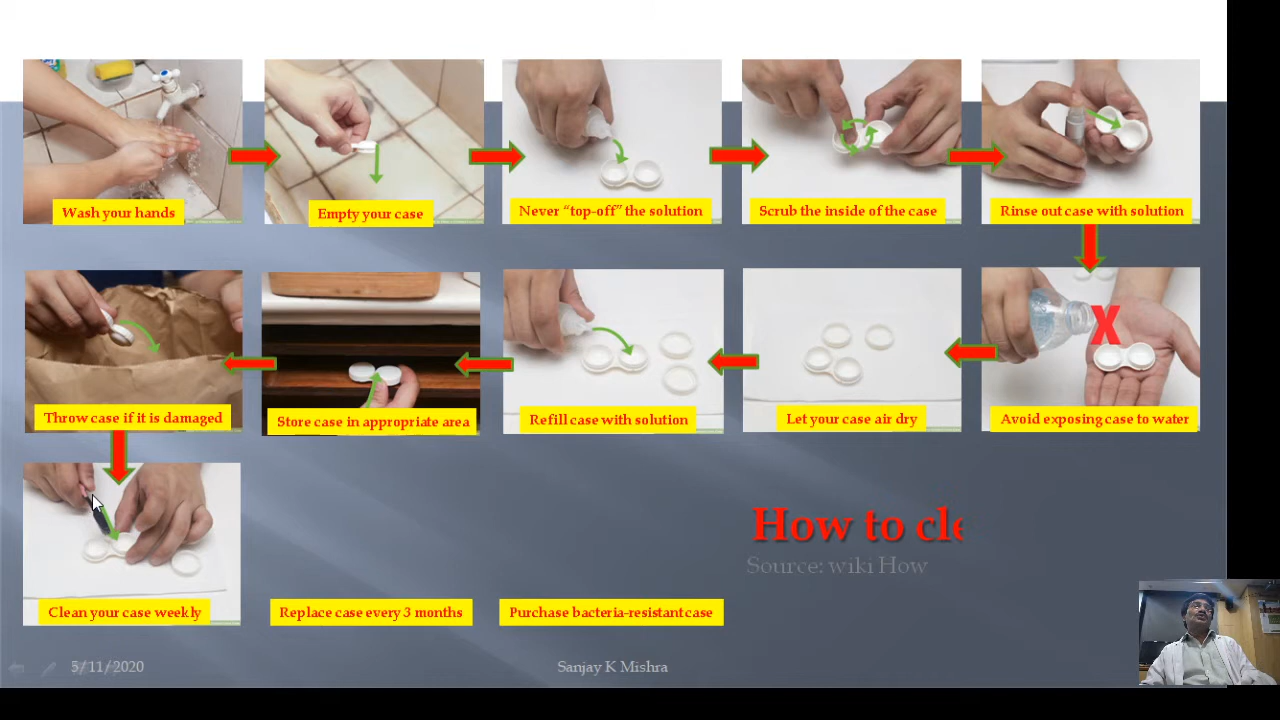 Wash your hands
Empty your case
Never “top-off” the solution
Scrub the inside of the case
Rinse out case with solution
Throw case if it is damaged
Store case in appropriate area
Refill case with solution
Let your case air dry
Avoid exposing case to water
X
How to cle
Source: wiki How
Clean your case weekly
Replace case every 3 months
Purchase bacteria-resistant case
5/11/2020
Sanjay K Mishra